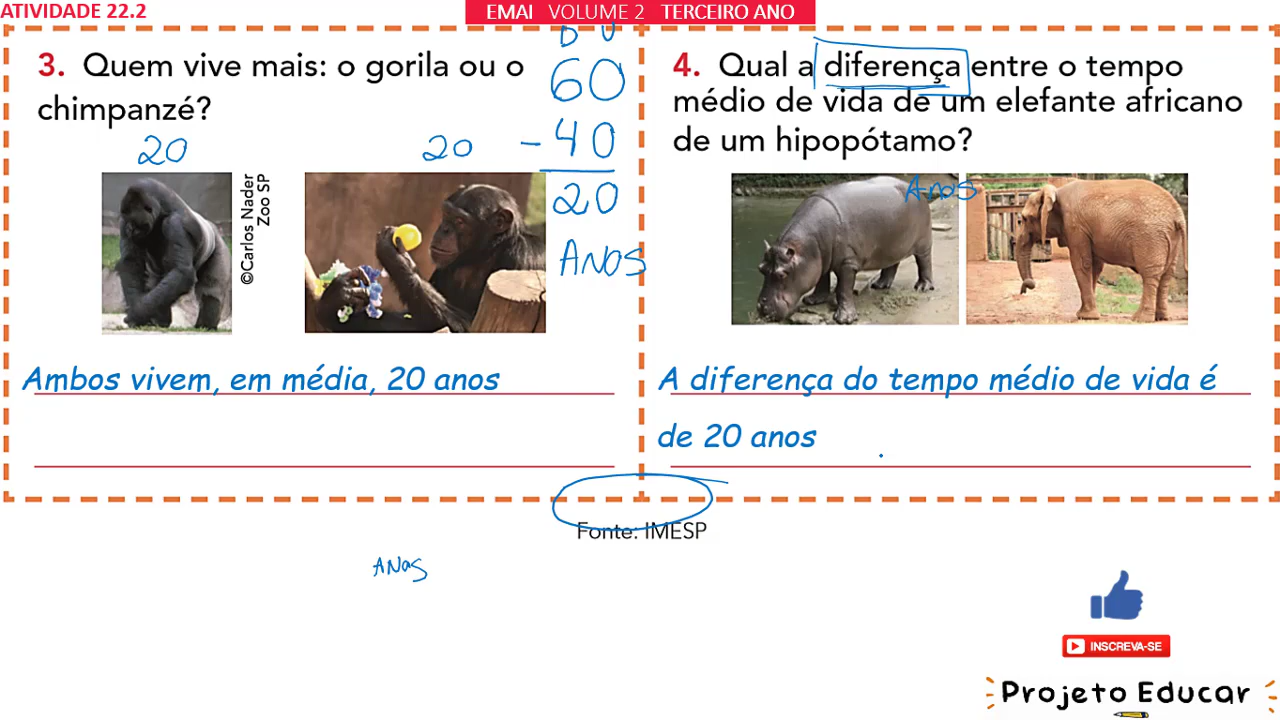 ATIVIDADE 22.2
EMAI VOLUME 2 TERCEIRO ANO
3. Quem vive mais: o gorila ou o
chimpanzé?
20
20
©Carlos Nader
Zoo SP
D U
60
- 40
20
ANOS
Ambos vivem, em média, 20 anos
4. Qual a diferença entre o tempo
médio de vida de um elefante africano
de um hipopótamo?
Anos
A diferença do tempo médio de vida é
de 20 anos
Fonte: IMESP
ANos
INSCREVA-SE
Projeto Educar